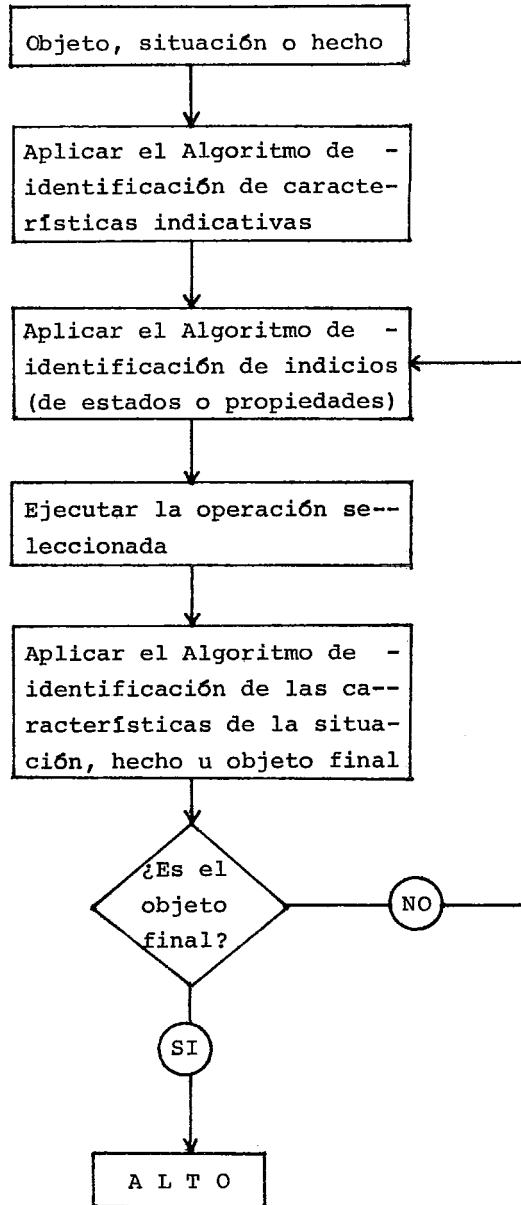 Objeto, situación o hecho
Aplicar el Algoritmo de -
identificación de caracte-
rísticas indicativas
Aplicar el Algoritmo de -
identificación de indicios
(de estados o propiedades)
Ejecutar la operación se--
leccionada
Aplicar el Algoritmo de -
identificación de las ca--
racterísticas de la situa-
ción, hecho u objeto final
¿Es el
objeto
final?
NO
SI
A L T O